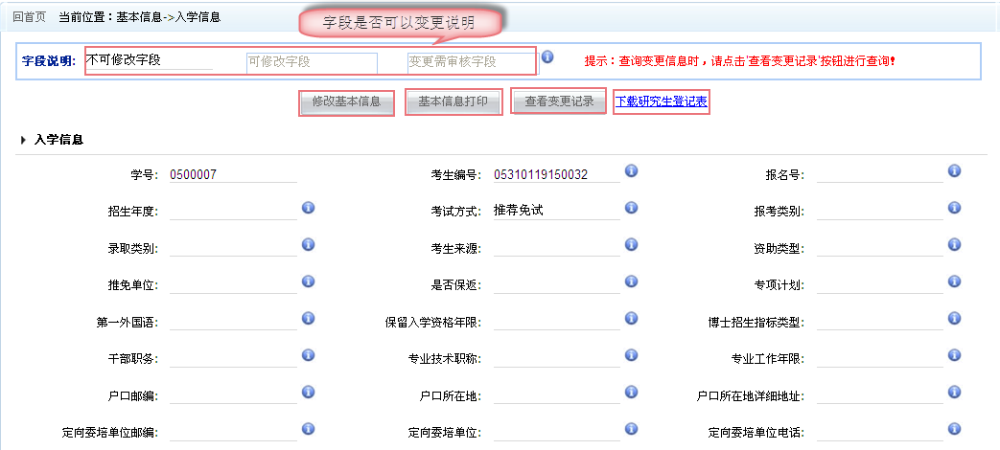 字段是否可以变更说明
回首页 当前位置：基本信息->入学信息
字段说明: 不可修改字段 可修改字段 变更需审核字段 提示：查询变更信息时，请点击'查看变更记录'按钮进行查询!
修改基本信息 基本信息打印 查看变更记录 下载研究生登记表
入学信息
学号: 0500007 考生编号: 05310119150032 报名号:
招生年度: 考试方式: 推荐免试 报考类别:
录取类别: 考生来源: 资助类型:
推免单位: 是否保返: 专项计划:
第一外国语: 保留入学资格年限: 博士招生指标类型:
干部职务: 专业技术职称: 专业工作年限:
户口邮编: 户口所在地: 户口所在地详细地址:
定向委培单位邮编: 定向委培单位: 定向委培单位电话: